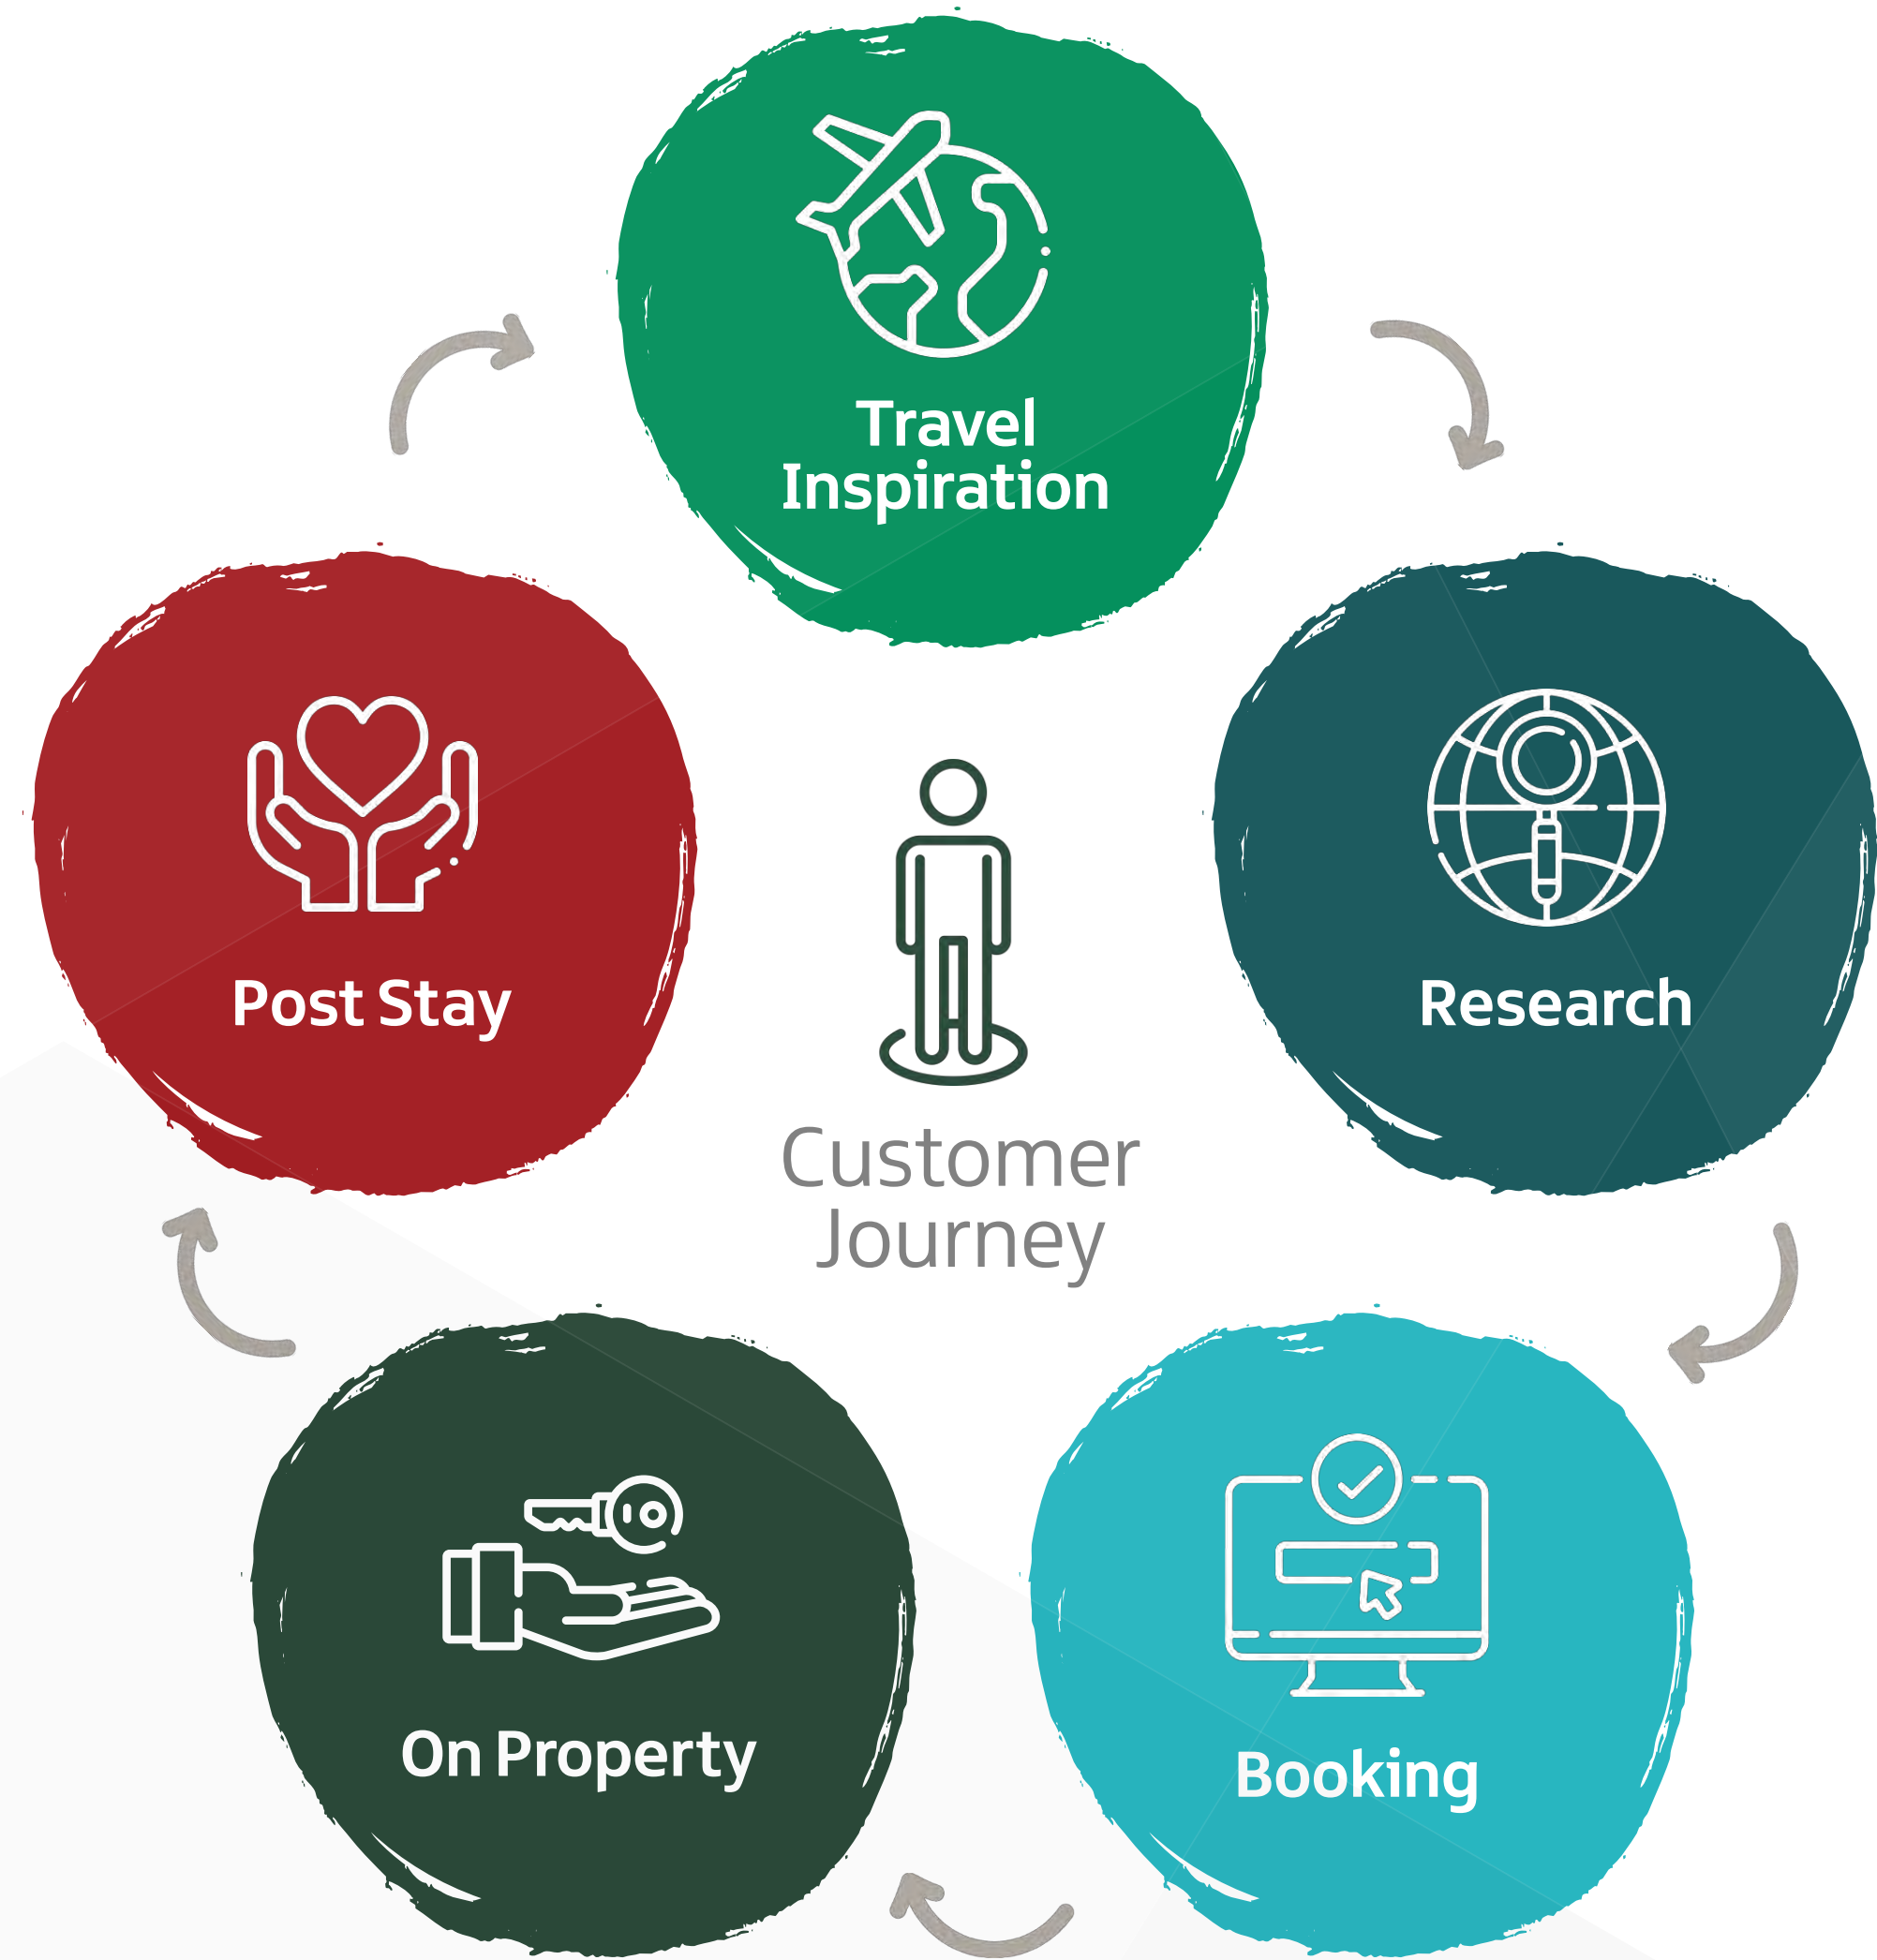 Travel
Inspiration
Research
Booking
On Property
Post Stay
Customer
Journey